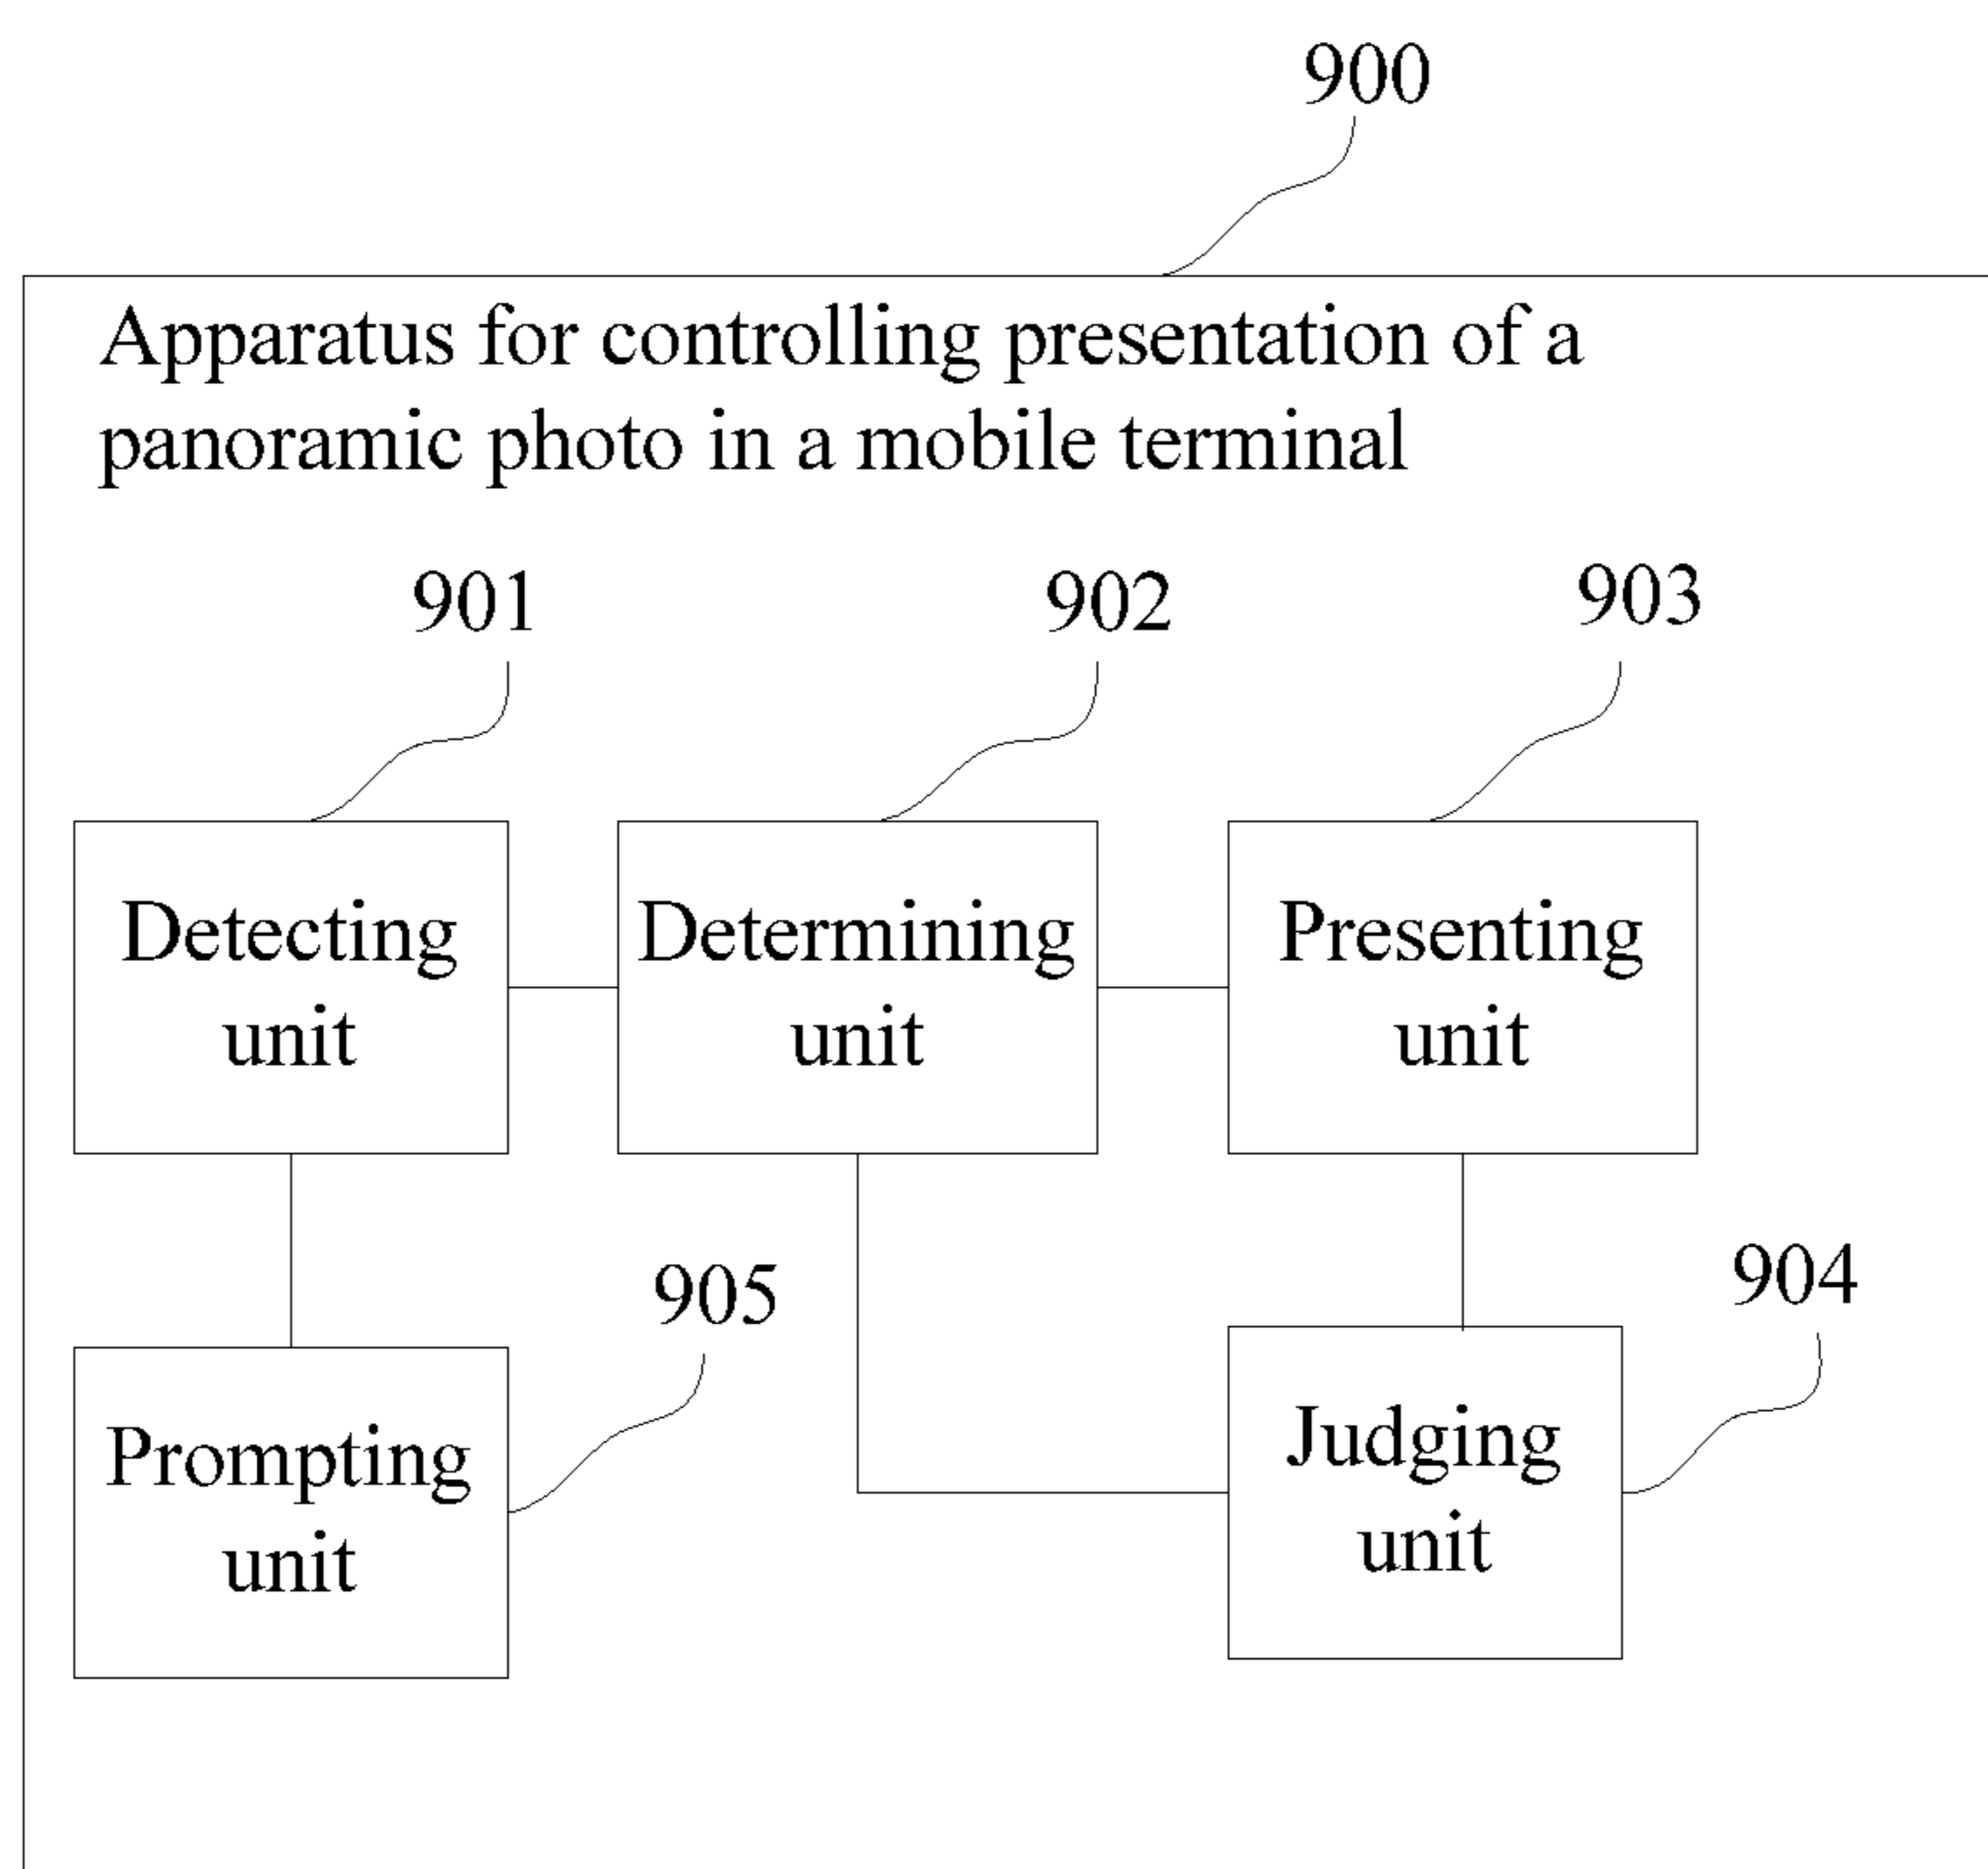 900
Apparatus for controlling presentation of a
panoramic photo in a mobile terminal
901
902
903
Detecting
unit
Determining
unit
Presenting
unit
905
904
Prompting
unit
Judging
unit